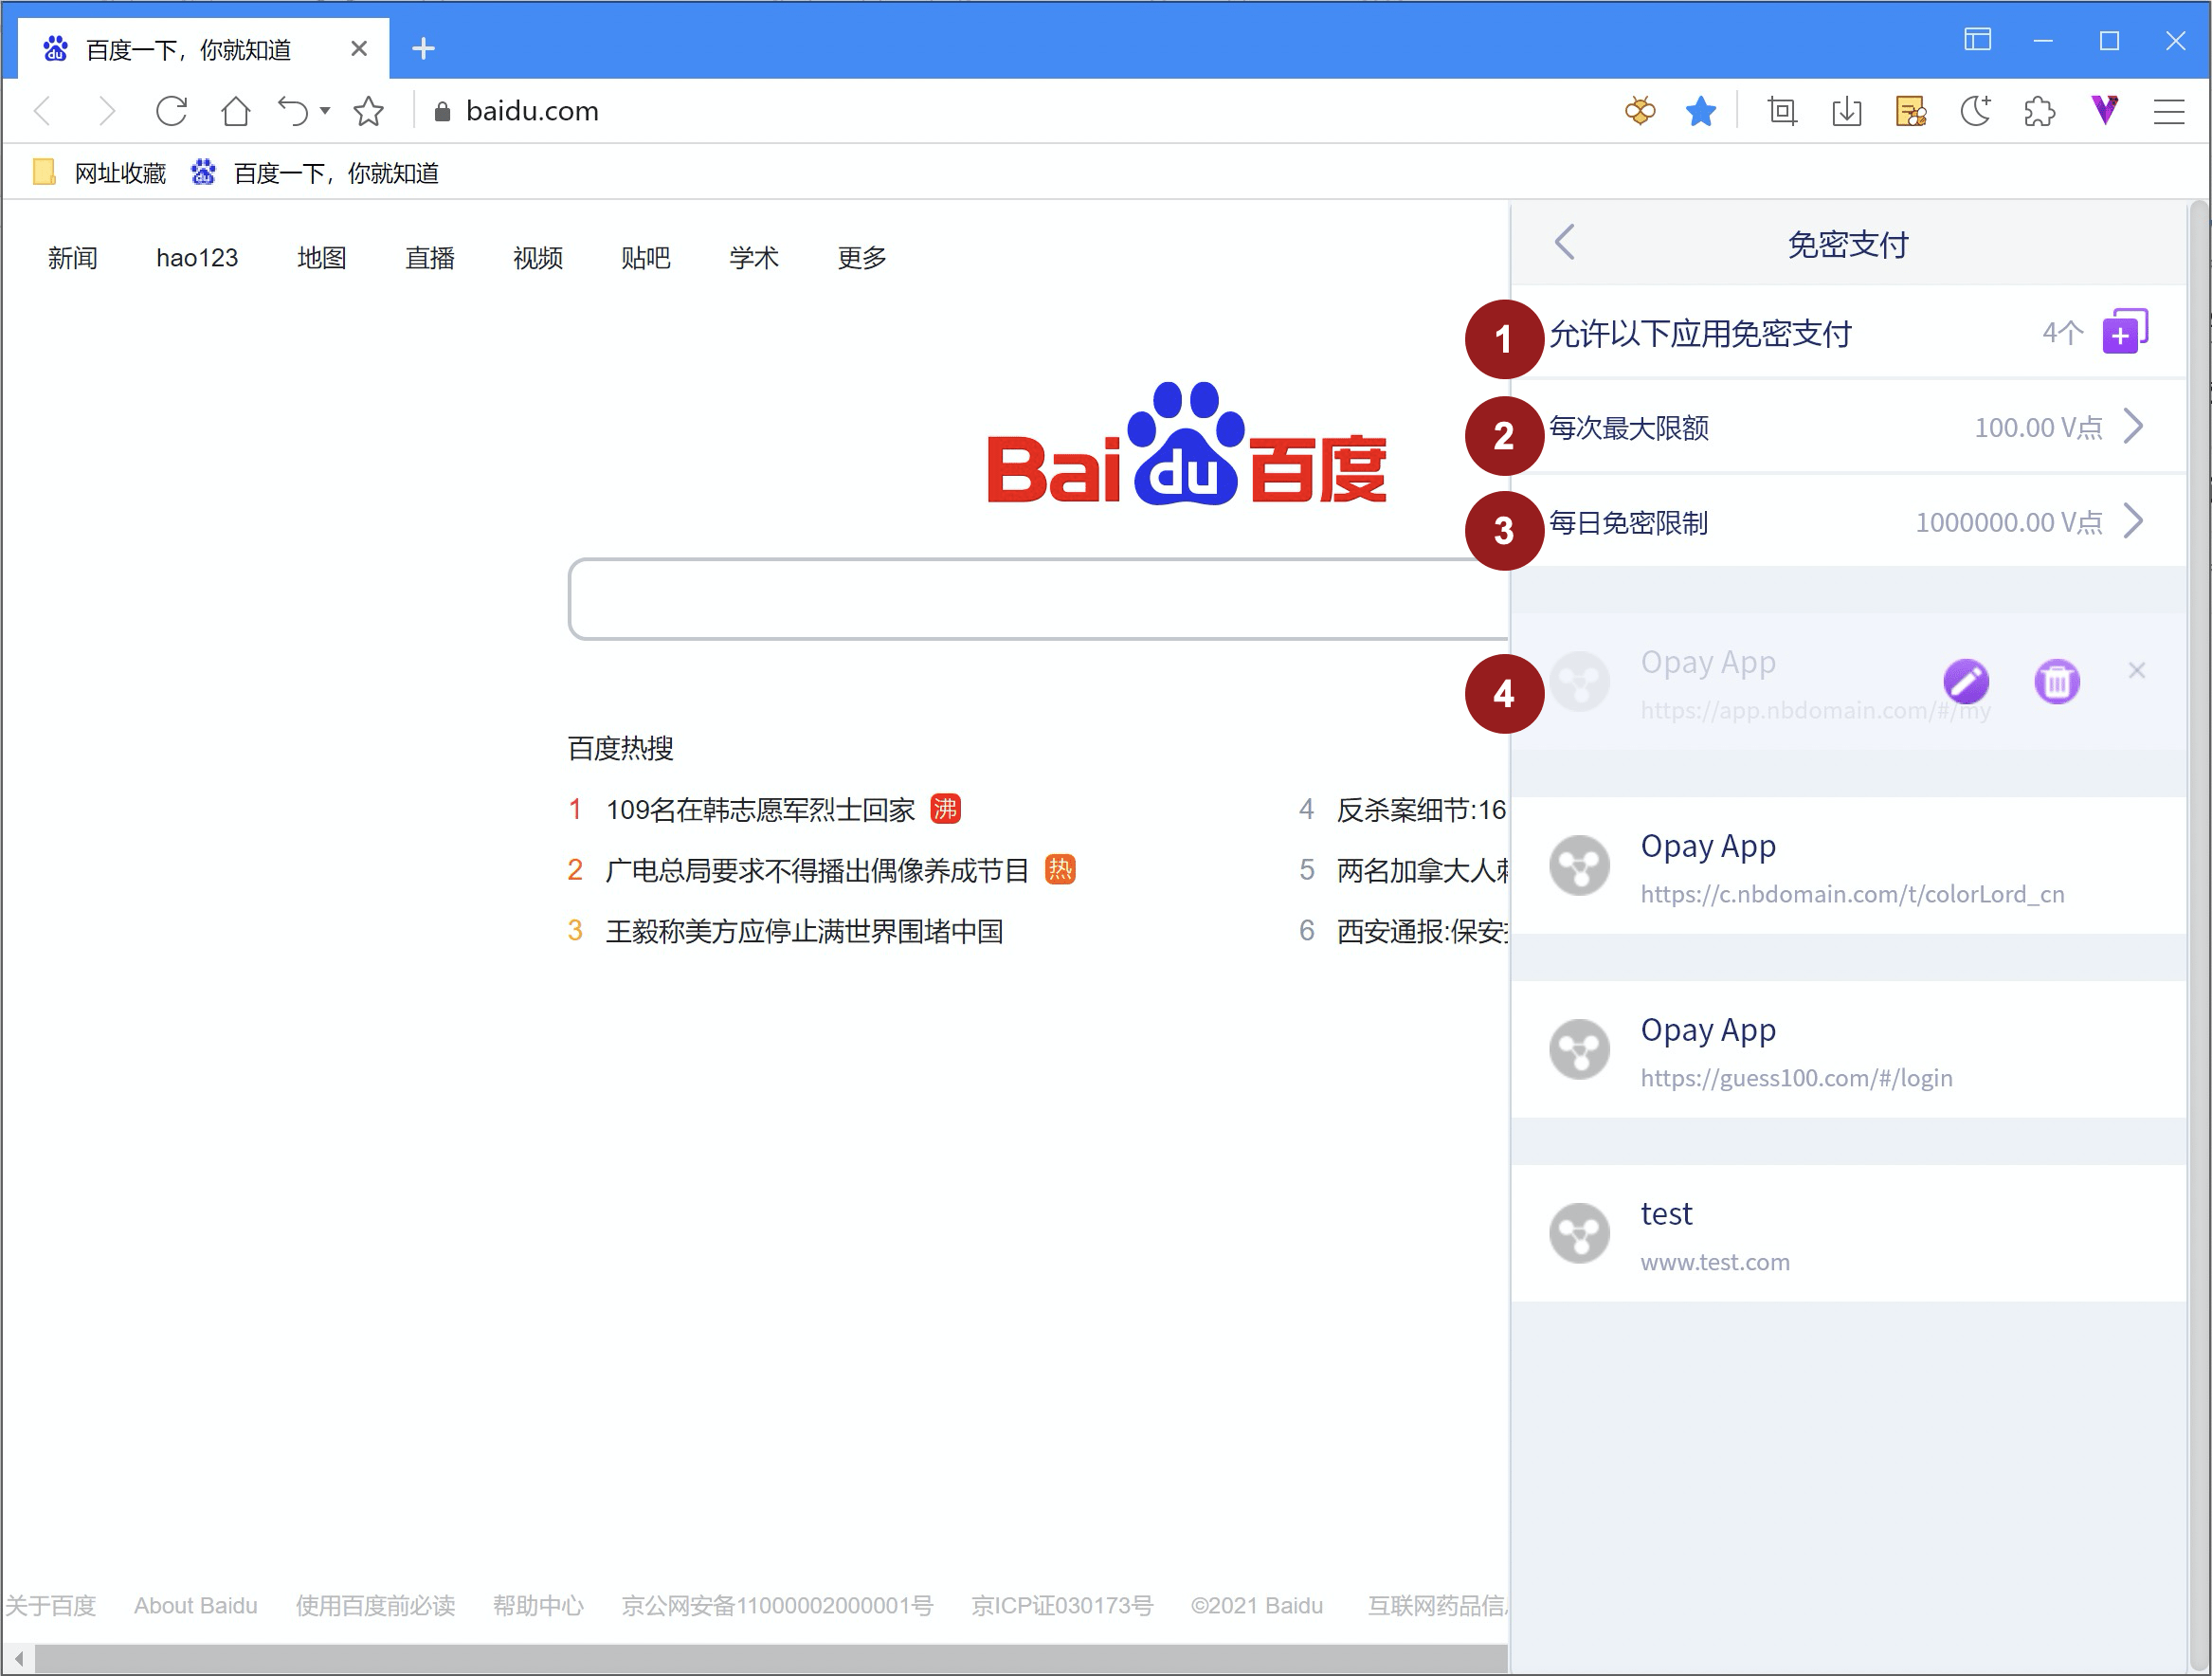 百度一下，你就知道
baidu.com
网址收藏
百度一下，你就知道
新闻 hao123 地图 直播 视频 贴吧 学术 更多
Baidu百度
百度热搜
1 109名在韩志愿军烈士回家 沸
2 广电总局要求不得播出偶像养成节目 热
3 王毅称美方应停止满世界围堵中国
4 反杀案细节:16
5 两名加拿大人
6 西安通报:保安
关于百度 About Baidu 使用百度前必读 帮助中心 京公网安备11000002000001号 京ICP证030173号 ©2021 Baidu 互联网药品信
免密支付
1 允许以下应用免密支付 4个
2 每次最大限额 100.00 V点
3 每日免密限制 1000000.00 V点
4
Opay App
https://app.nbdomain.com/#/my
Opay App
https://c.nbdomain.com/t/colorLord_cn
Opay App
https://guess100.com/#/login
test
www.test.com